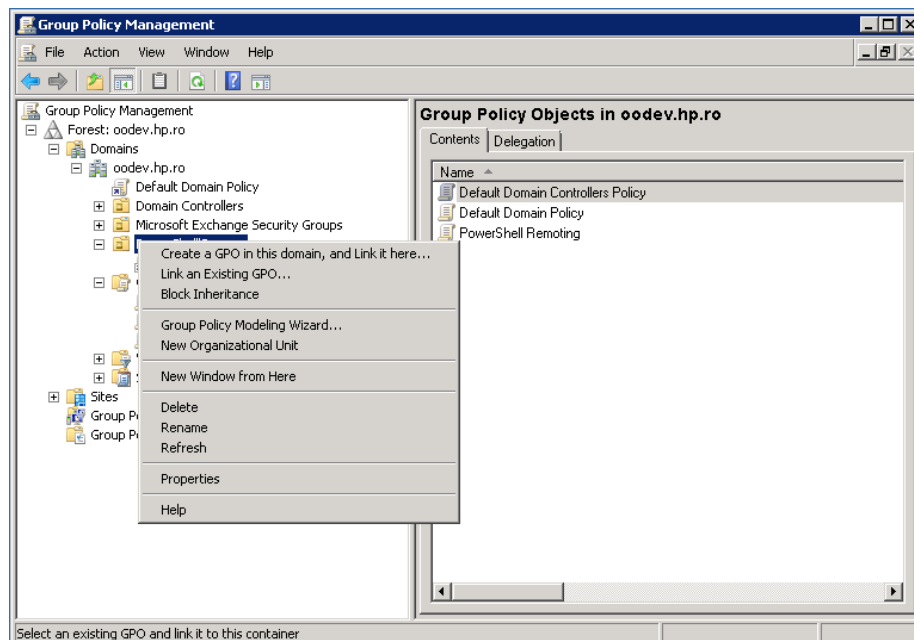 Group Policy Management
File Action View Window Help
Group Policy Management
Forest: oodev.hp.ro
Domains
oodev.hp.ro
Default Domain Policy
Domain Controllers
Microsoft Exchange Security Groups
Sites
Group P
Group P
Create a GPO in this domain, and Link it here...
Link an Existing GPO...
Block Inheritance
Group Policy Modeling Wizard...
New Organizational Unit
New Window from Here
Delete
Rename
Refresh
Properties
Help
Group Policy Objects in oodev.hp.ro
Contents Delegation
Name
Default Domain Controllers Policy
Default Domain Policy
PowerShell Remoting
Select an existing GPO and link it to this container